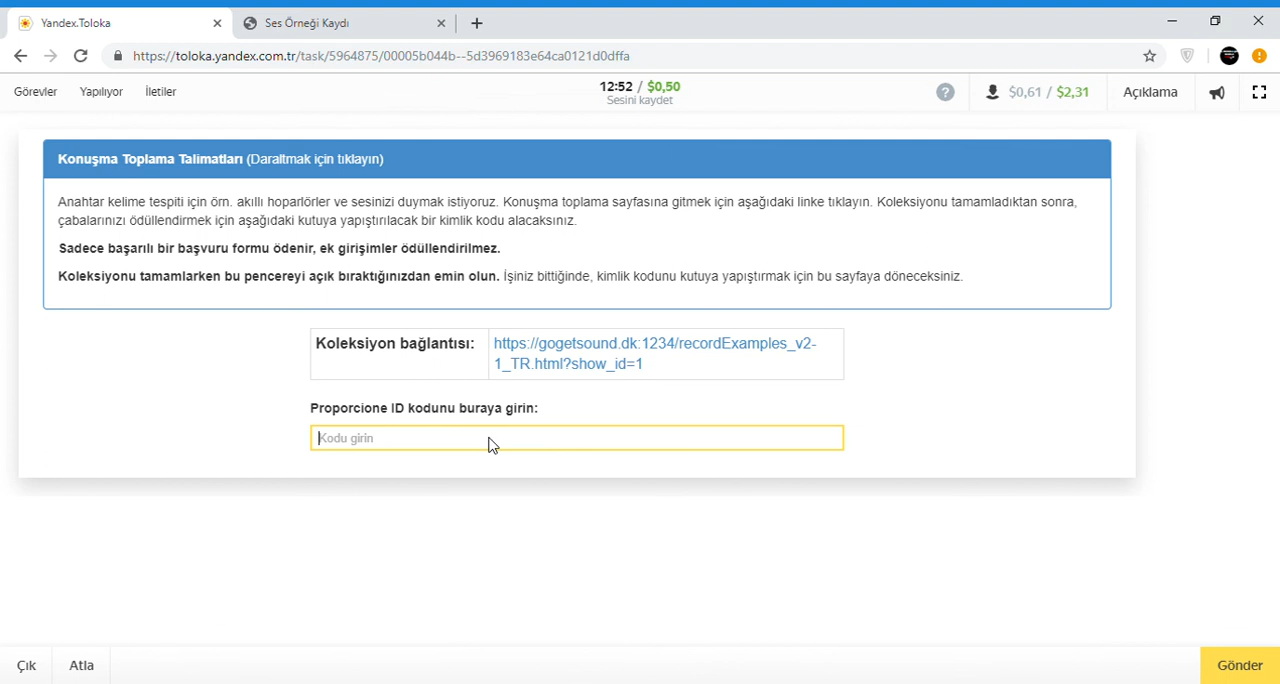 Yandex.Toloka
Ses Örneği Kaydı
https://toloka.yandex.com.tr/task/5964875/00005b044b--5d3969183e64ca0121d0dffa
Görevler Yapılıyor İletiler
12:52 / $0,50
Sesini kaydet
? $0,61 / $2,31 Açıklama
Konuşma Toplama Talimatları (Daraltmak için tıklayın)
Anahtar kelime tespiti için örn. akıllı hoparlörler ve sesinizi duymak istiyoruz. Konuşma toplama sayfasına gitmek için aşağıdaki linke tıklayın. Koleksiyonu tamamladıktan sonra,
çabalarınızı ödüllendirmek için aşağıdaki kutuya yapıştırılacak bir kimlik kodu alacaksınız.
Sadece başarılı bir başvuru formu ödenir, ek girişimler ödüllendirilmez.
Koleksiyonu tamamlarken bu pencereyi açık bıraktığınızdan emin olun. İşiniz bittiğinde, kimlik kodunu kutuya yapıştırmak için bu sayfaya döneceksiniz.
Koleksiyon bağlantısı:
https://gogetsound.dk:1234/recordExamples_v2-
1_TR.html?show_id=1
Proporcione ID kodunu buraya girin:
Kodu girin
Çık Atla Gönder